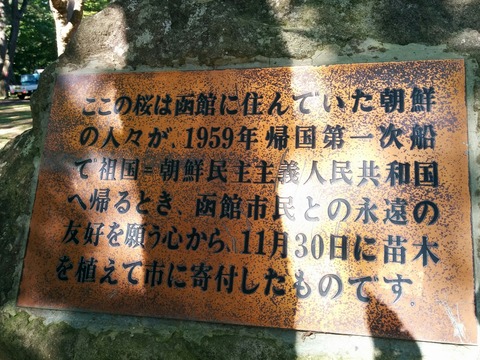 ここの桜は函館に住んでいた朝鮮
の人々が、1959年帰国第一次船
で祖国=朝鮮民主主義人民共和国
へ帰るとき、函館市民との永遠の
友好を願う心から、11月30日に苗木
を植えて市に寄付したものです。